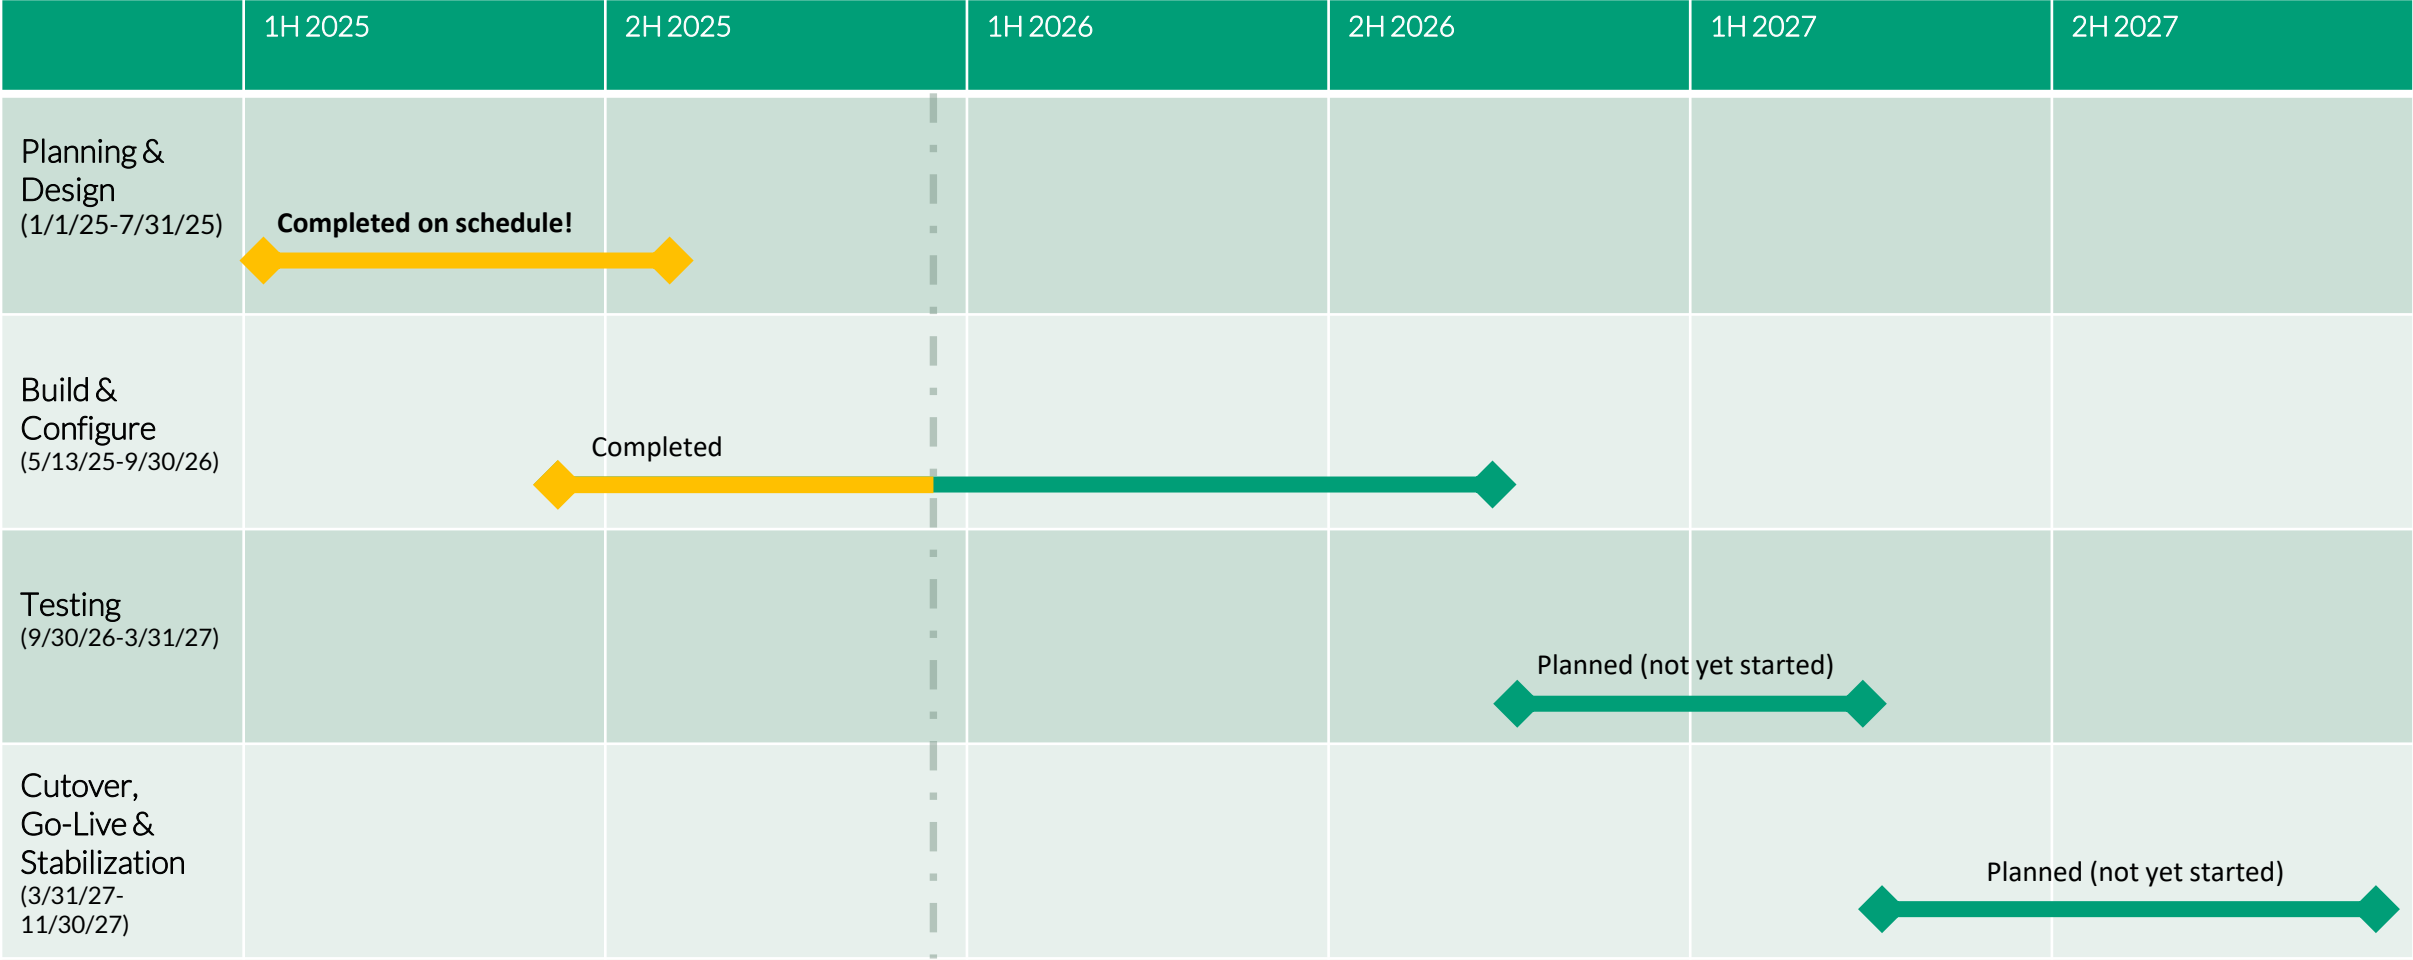 1H 2025
2H 2025
1H 2026
2H 2026
1H 2027
2H 2027
Planning &
Design
(1/1/25-7/31/25)
Completed on schedule!
Build &
Configure
(5/13/25-9/30/26)
Completed
Testing
(9/30/26-3/31/27)
Planned (not yet started)
Cutover,
Go-Live &
Stabilization
(3/31/27-
11/30/27)
Planned (not yet started)